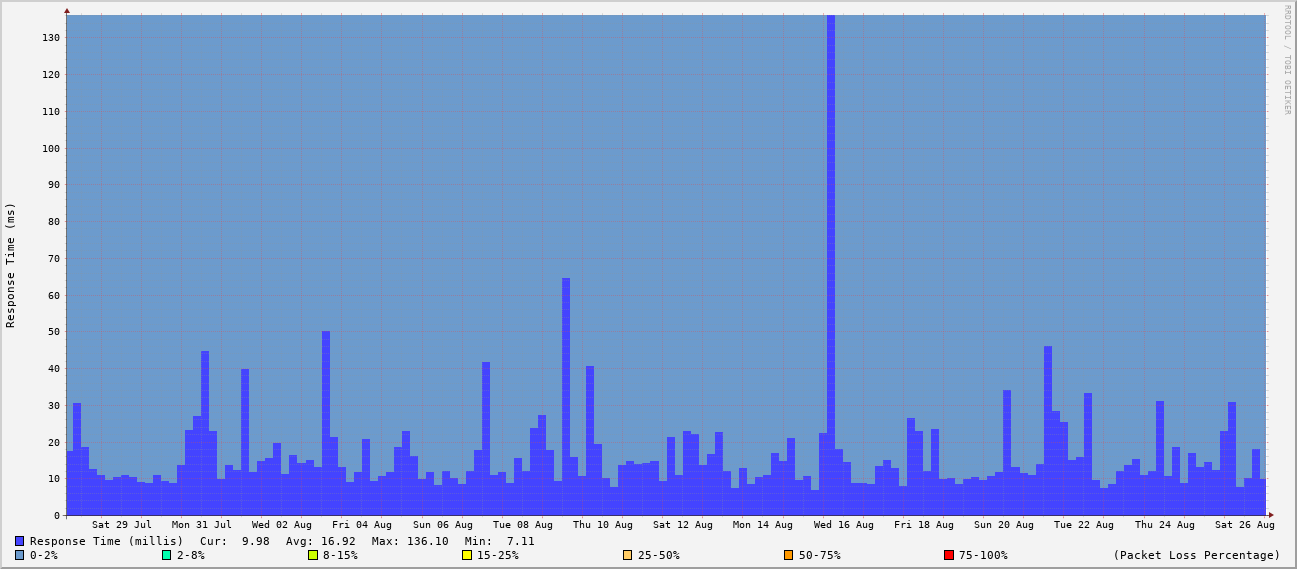 RRDTOOL / TOBI OETIKER
Response Time (ms)
130
120
110
100
90
80
70
60
50
40
30
20
10
0
Sat 29 Jul Mon 31 Jul Wed 02 Aug Fri 04 Aug Sun 06 Aug Tue 08 Aug Thu 10 Aug Sat 12 Aug Mon 14 Aug Wed 16 Aug Fri 18 Aug Sun 20 Aug Tue 22 Aug Thu 24 Aug Sat 26 Aug
Response Time (millis) Cur: 9.98 Avg: 16.92 Max: 136.10 Min: 7.11
0-2% 2-8% 8-15% 15-25% 25-50% 50-75% 75-100% (Packet Loss Percentage)